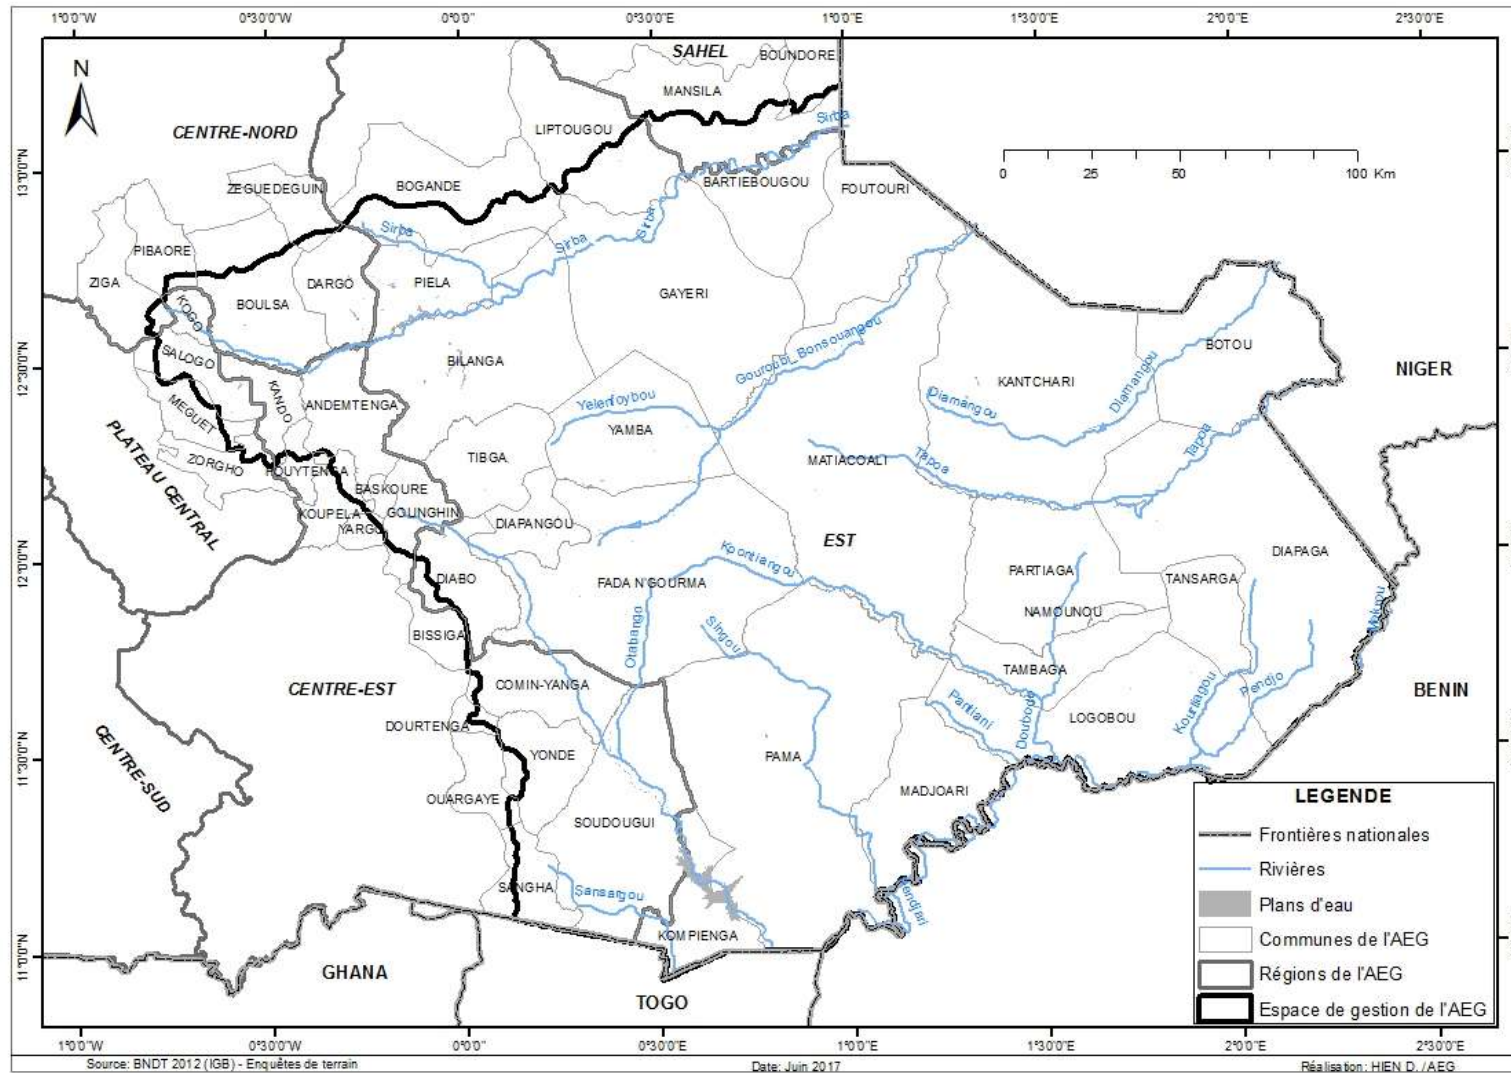 1°0'0"W 0°30'0"W 0°0'0" 0°30'0"E 1°0'0"E 1°30'0"E 2°0'0"E 2°30'0"E
N
SAHEL
BOUNDORE
MANSILA
CENTRE-NORD
LIPTOUGOU
Sirba
13°0'0"N
0 25 50 100 Km
ZEGUEDEGUIN
BOGANDE
BARTIEBOUGOU
FOUTOURI
Sirba
Sirba
Sirba
PIBAORE
ZIGA
DARGO
PIELA
KOGO
BOULSA
GAYERI
BOTOU
SALOGO
BILANGA
Gouroubi_Bonsouangou
Diamangou
NIGER
12°30'0"N
KANTCHARI
KANDO
ANDEMTENGA
Yelenfoybou
Diamangou
MEGUET
YAMBA
PLATEAU CENTRAL
ZORGHO
POUYTENGA
TIBGA
MATIACOALI
Tapoa
Tapoa
BASKOURE
KOUPELA
GOUNGHIN
YARGO
DIAPANGOU
EST
DIAPAGA
12°0'0"N
Kpontiangou
DIABO
FADA N'GOURMA
PARTIAGA
TANSARGA
NAMOUNOU
BISSIGA
Otabango
Singou
TAMBAGA
CENTRE-EST
COMIN-YANGA
BENIN
DOURTENGA
Pantiani
Doubodo
LOGOBOU
Kourtiagou
Pendjo
CENTRE-SUD
YONDE
PAMA
11°30'0"N
OUARGAYE
SOUDOUGUI
MADJOARI
SANGHA
Sansargou
KOMPIENGA
11°0'0"N
GHANA
TOGO
LEGENDE
Frontières nationales
Rivières
Plans d'eau
Communes de l'AEG
Régions de l'AEG
Espace de gestion de l'AEG
1°0'0"W 0°30'0"W 0°0'0" 0°30'0"E 1°0'0"E 1°30'0"E 2°0'0"E 2°30'0"E
Source: BNDT 2012 (IGB) - Enquêtes de terrain
Date: Juin 2017
Réalisation: HIEN D. /AEG